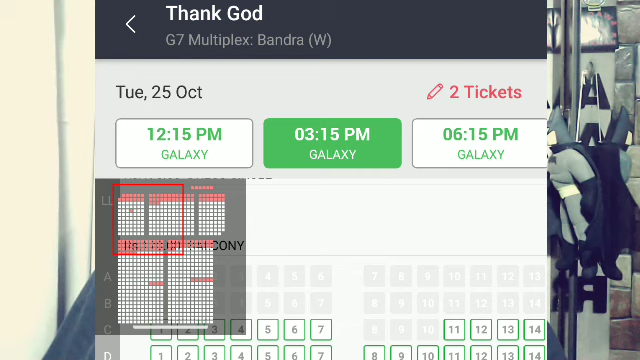 Thank God
G7 Multiplex: Bandra (W)
Tue, 25 Oct
2 Tickets
12:15 PM
GALAXY
03:15 PM
GALAXY
06:15 PM
GALAXY
LL
CONY
A
6 7 8 9 10 11 12 13
B
6 7 8 9 10 11 12 13
C
1 2 3 4 5 6 7 8 9 10 11 12 13 14
D
1 2 3 4 5 6 7 8 9 10 11 12 13 14